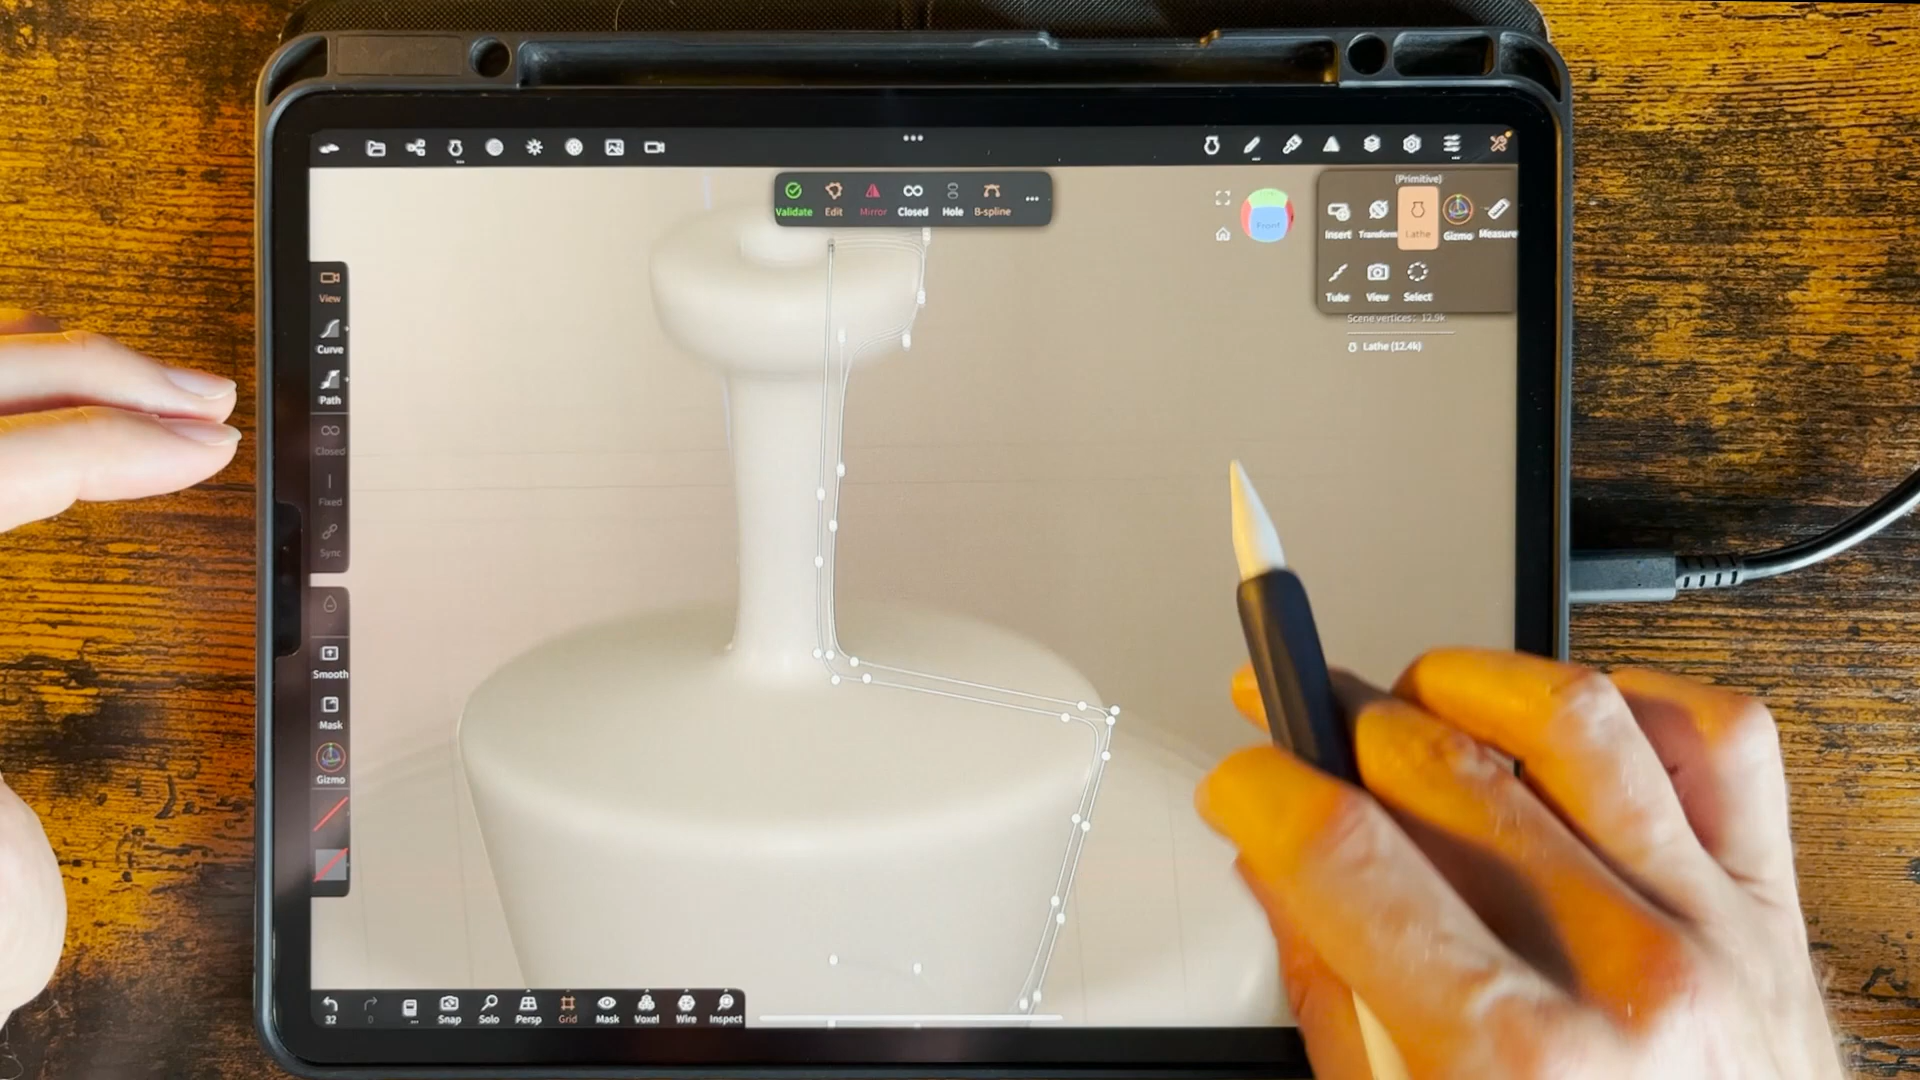 Validate Edit Mirror Closed Hole B-spline
Front
(Primitive)
Insert Transform Lathe Gizmo Measure
Tube View Select
Scene vertices: 12.9k
Lathe (12.4k)
View
Curve
Path
Closed
Fixed
Sync
Smooth
Mask
Gizmo
32 0 Snap Solo Persp Grid Mask Voxel Wire Inspect